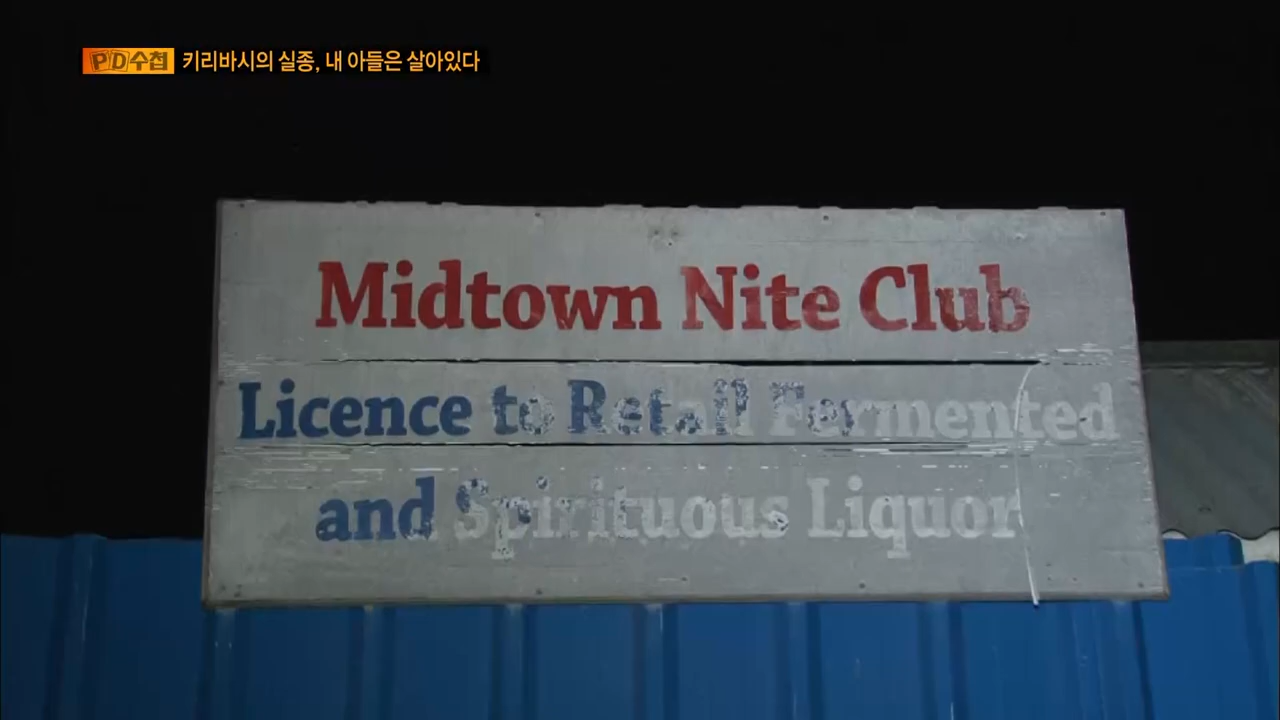 PD수첩 키리바시의 실종, 내 아들은 살아있다
Midtown Nite Club
Licence to Retail Fermented
and Spirituous Liquor